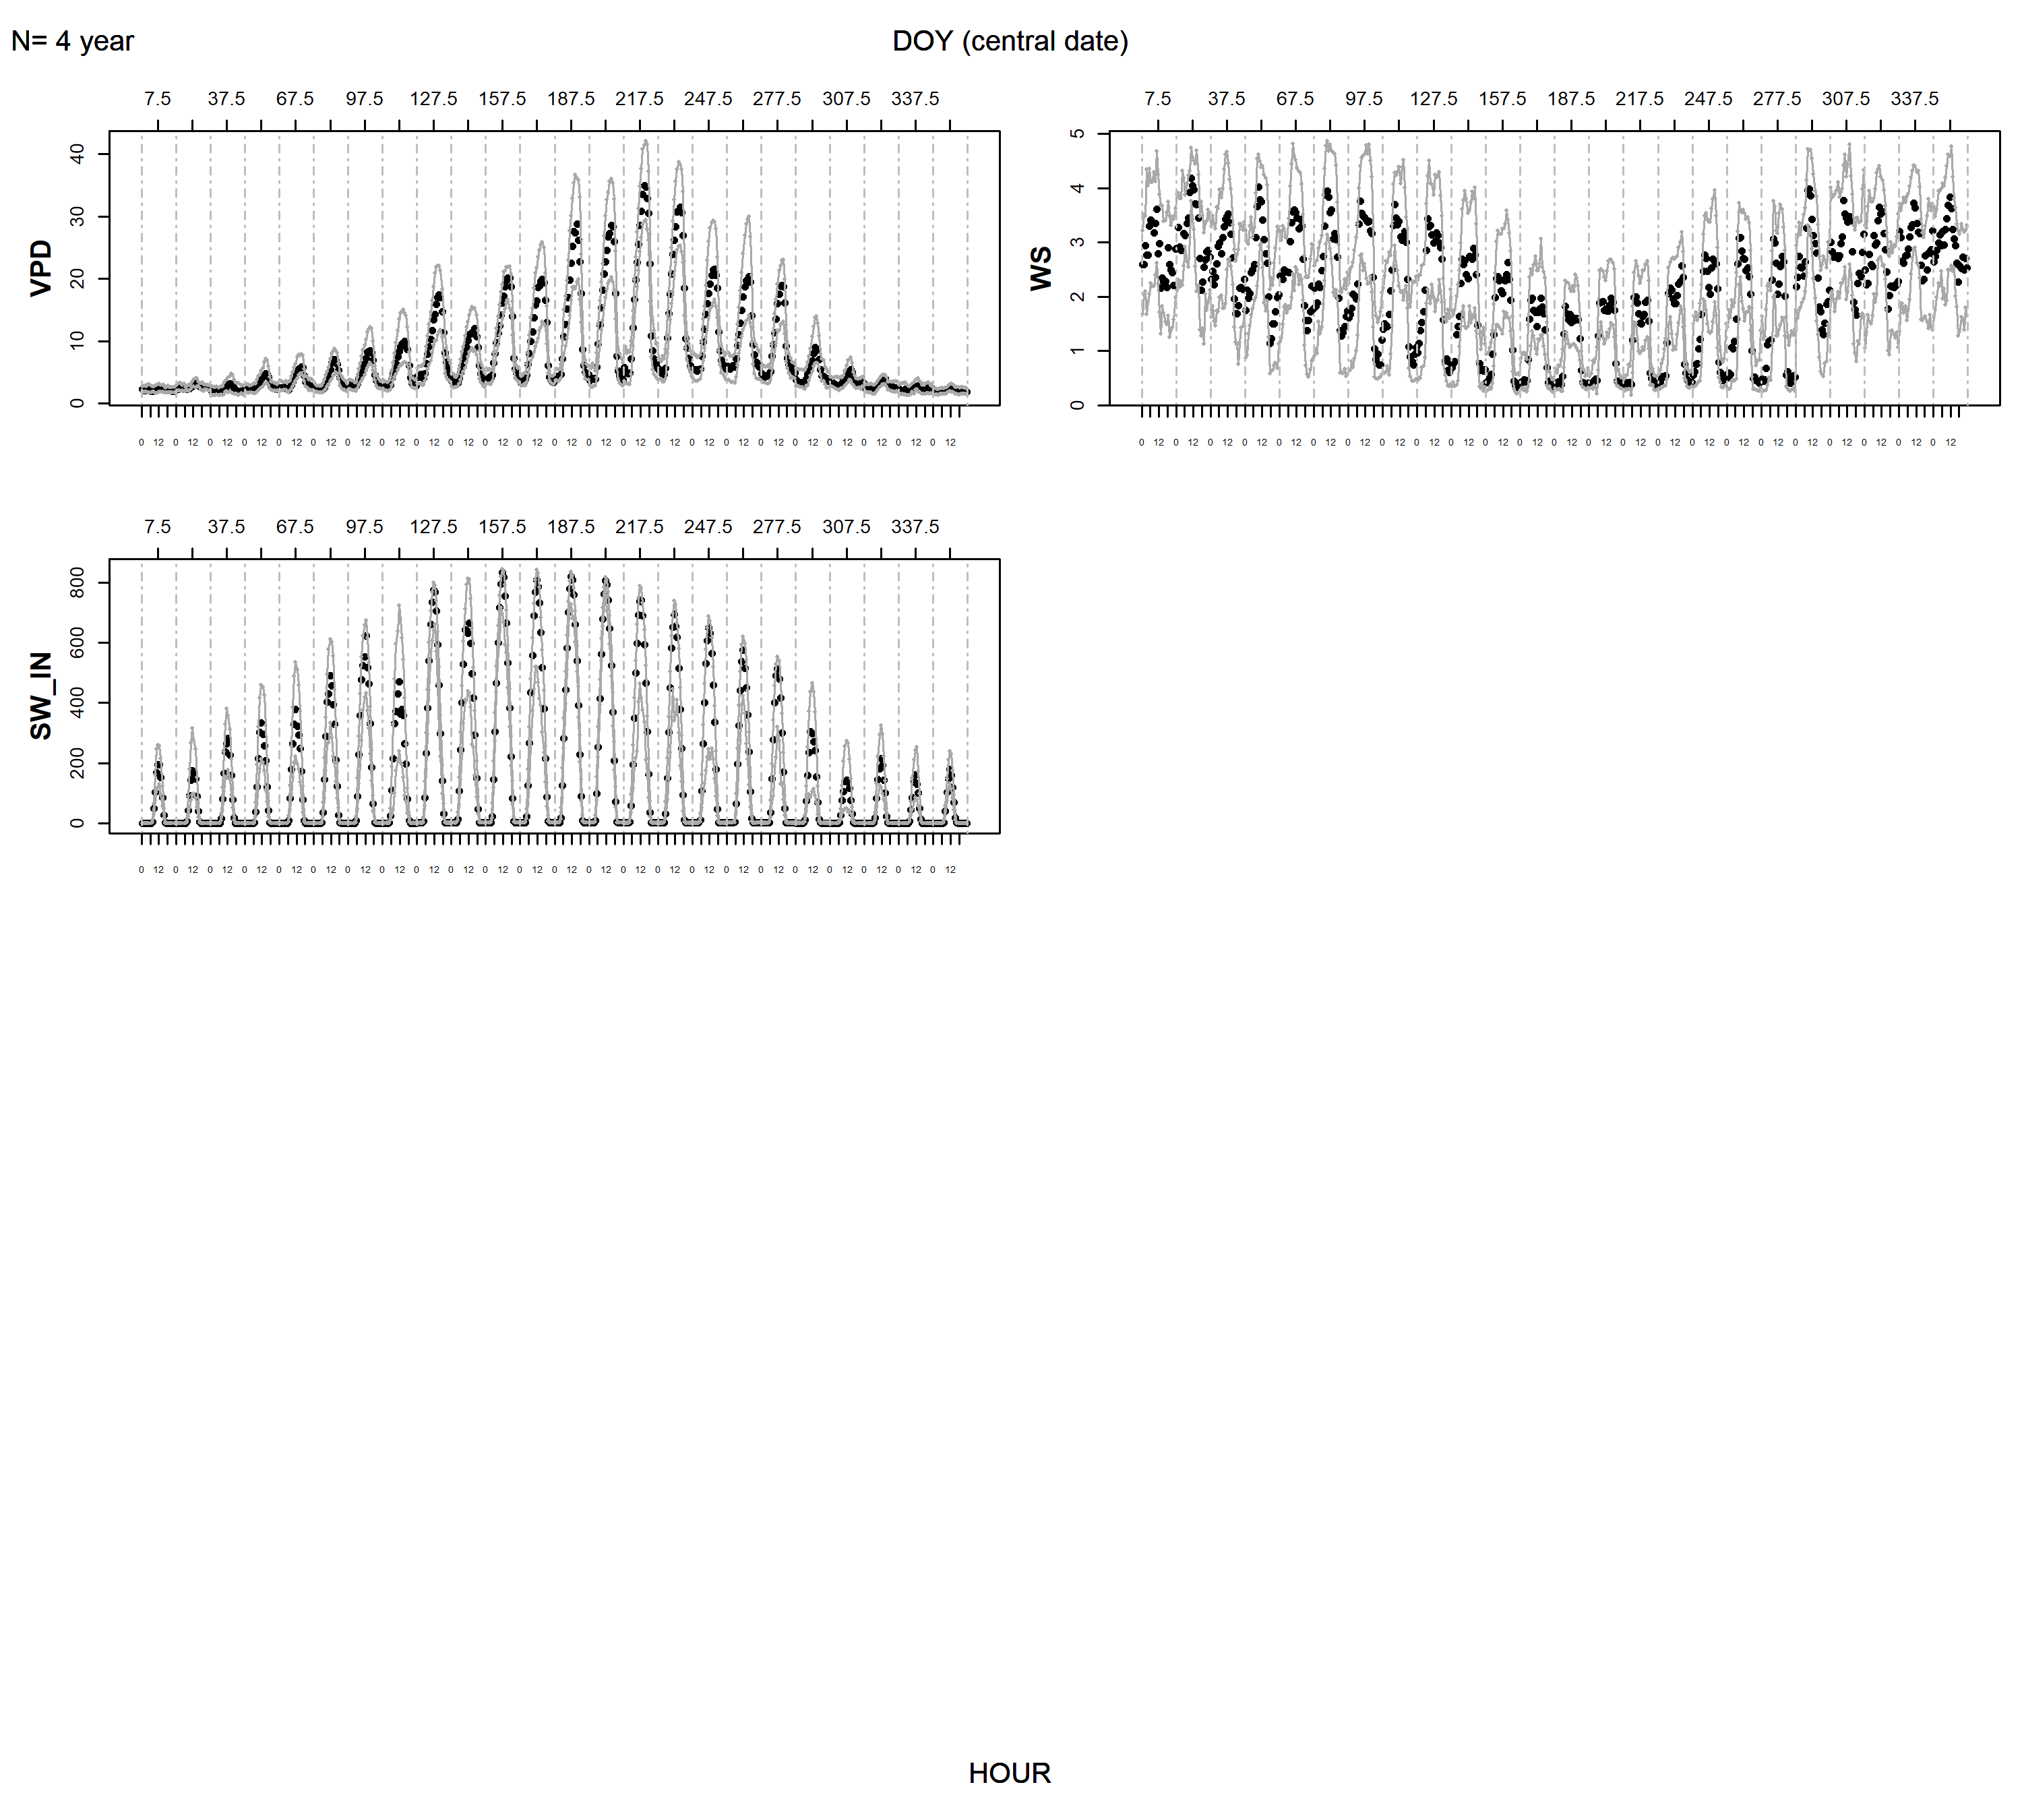 N= 4 year
DOY (central date)
7.5 37.5 67.5 97.5 127.5 157.5 187.5 217.5 247.5 277.5 307.5 337.5
VPD
0 10 20 30 40
0 12 0 12 0 12 0 12 0 12 0 12 0 12 0 12 0 12 0 12 0 12 0 12 0 12 0 12 0 12 0 12 0 12 0 12 0 12 0 12 0 12 0 12 0 12 0 12
7.5 37.5 67.5 97.5 127.5 157.5 187.5 217.5 247.5 277.5 307.5 337.5
WS
0 1 2 3 4 5
0 12 0 12 0 12 0 12 0 12 0 12 0 12 0 12 0 12 0 12 0 12 0 12 0 12 0 12 0 12 0 12 0 12 0 12 0 12 0 12 0 12 0 12 0 12 0 12
7.5 37.5 67.5 97.5 127.5 157.5 187.5 217.5 247.5 277.5 307.5 337.5
SW_IN
0 200 400 600 800
0 12 0 12 0 12 0 12 0 12 0 12 0 12 0 12 0 12 0 12 0 12 0 12 0 12 0 12 0 12 0 12 0 12 0 12 0 12 0 12 0 12 0 12 0 12 0 12
HOUR